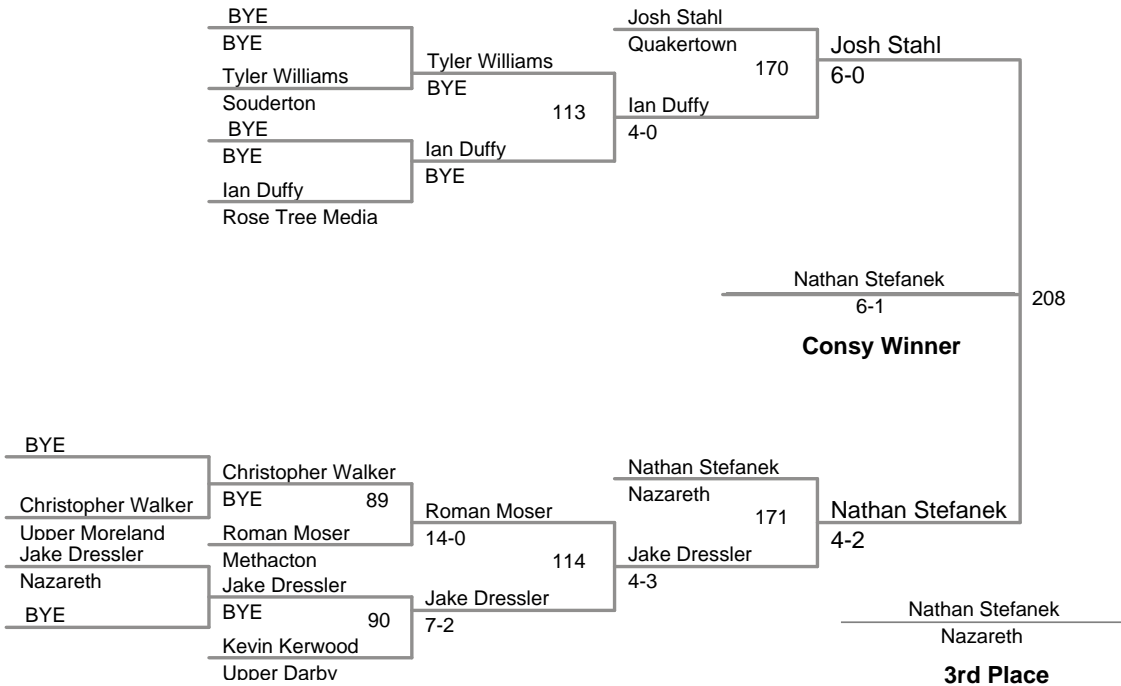 BYE
BYE
Tyler Williams
Souderton
BYE
BYE
Ian Duffy
Rose Tree Media
Tyler Williams
BYE
113
Ian Duffy
BYE
Josh Stahl
Quakertown
170
Ian Duffy
4-0
Josh Stahl
6-0
Nathan Stefanek
6-1
208
Consy Winner
BYE
Christopher Walker
Upper Moreland
Jake Dressler
Nazareth
BYE
Christopher Walker
BYE
89
Roman Moser
Methacton
Jake Dressler
BYE
90
Kevin Kerwood
Upper Darby
Roman Moser
14-0
114
Jake Dressler
7-2
Nathan Stefanek
Nazareth
171
Jake Dressler
4-3
Nathan Stefanek
4-2
Nathan Stefanek
Nazareth
3rd Place